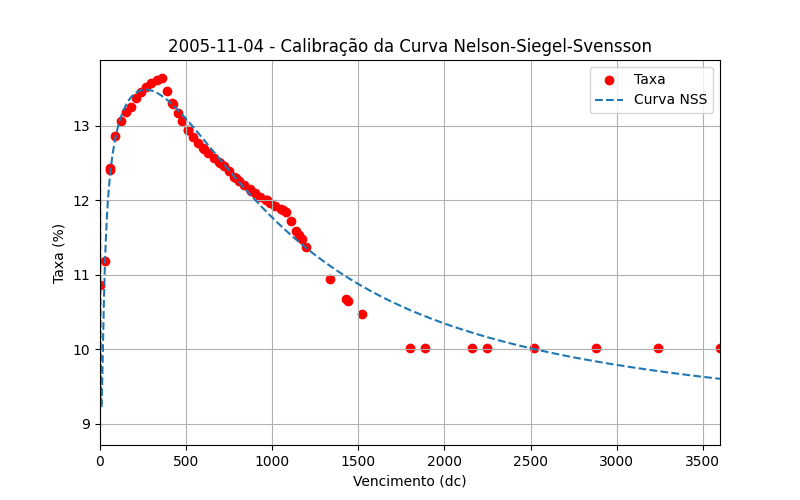 2005-11-04 - Calibração da Curva Nelson-Siegel-Svensson
Taxa
Curva NSS
Taxa (%)
13
12
11
10
9
0 500 1000 1500 2000 2500 3000 3500
Vencimento (dc)